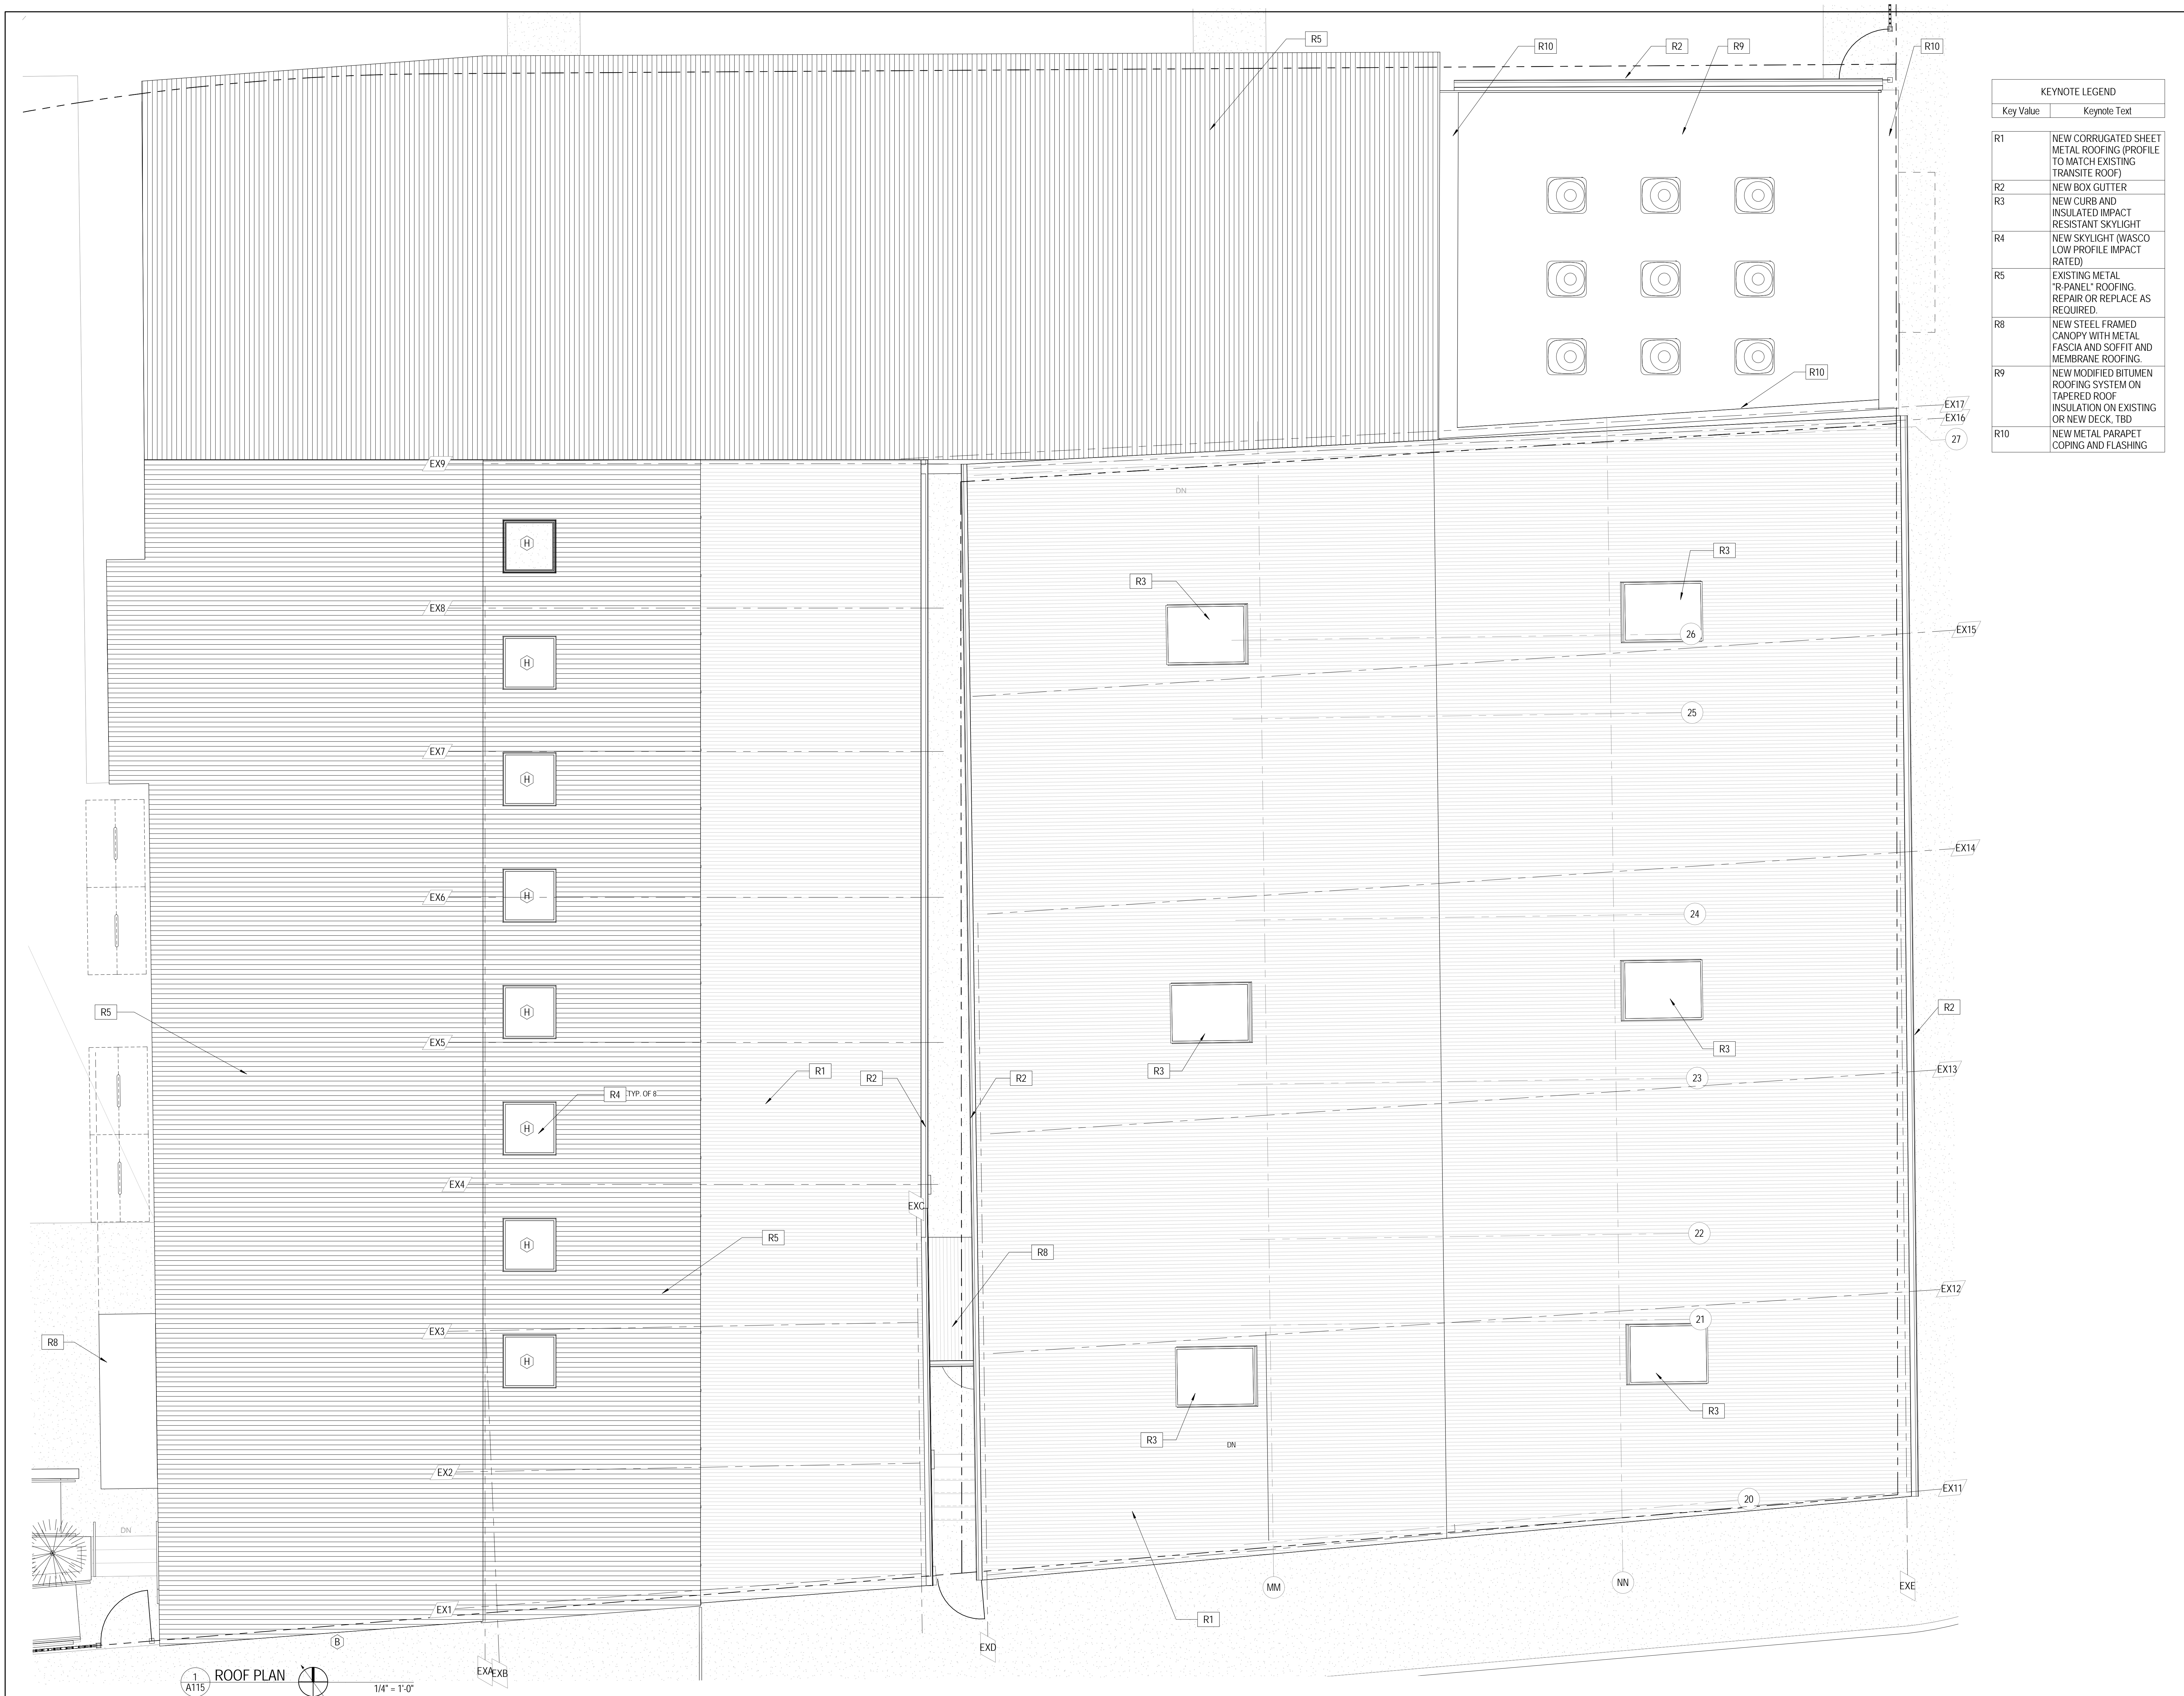 R5
R10
R2
R9
R10
KEYNOTE LEGEND
Key Value Keynote Text
R1 NEW CORRUGATED SHEET
METAL ROOFING (PROFILE
TO MATCH EXISTING
TRANSITE ROOF)
R2 NEW BOX GUTTER
R3 NEW CURB AND
INSULATED IMPACT
RESISTANT SKYLIGHT
R4 NEW SKYLIGHT (WASCO
LOW PROFILE IMPACT
RATED)
R5 EXISTING METAL
"R-PANEL" ROOFING.
REPAIR OR REPLACE AS
REQUIRED.
R8 NEW STEEL FRAMED
CANOPY WITH METAL
FASCIA AND SOFFIT AND
MEMBRANE ROOFING.
R9 NEW MODIFIED BITUMEN
ROOFING SYSTEM ON
TAPERED ROOF
INSULATION ON EXISTING
OR NEW DECK, TBD
R10 NEW METAL PARAPET
COPING AND FLASHING
R10
EX17
EX16
27
EX9
DN
H
R3
R3
EX8
26
EX15
H
25
EX7
H
EX14
EX6
H
24
R5
H
R2
EX5
R3
R3
R1
R2
R2
23
EX13
R4 TYP. OF 8
H
EX4
EXC
R5
H
R8
22
EX12
EX3
21
R8
H
R3
R3
DN
EX2
EX11
20
DN
MM
NN
EXE
EX1
R1
B
EXD
EXA
EXB
1
A115
ROOF PLAN
1/4" = 1'-0"